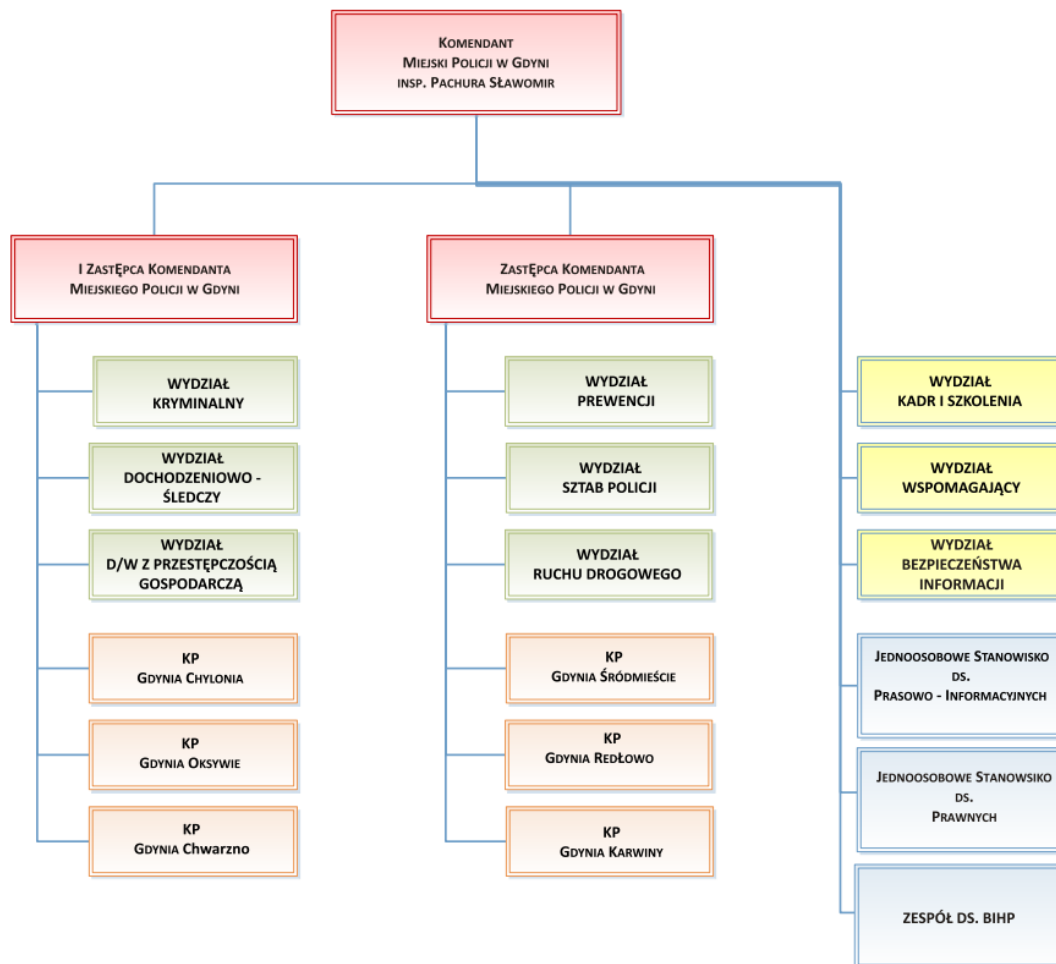 Komendant
Miejski Policji w Gdyni
insp. Pachura Sławomir
I ZastĘpca Komendanta
Miejskiego Policji w Gdyni
WYDZIAŁ
KRYMINALNY
WYDZIAŁ
DOCHODZENIOWO -
ŚLEDCZY
WYDZIAŁ
D/W Z PRZESTĘPCZOŚCIĄ
GOSPODARCZĄ
KP
Gdynia Chylonia
KP
Gdynia Oksywie
KP
Gdynia Chwarzno
ZastĘpca Komendanta
Miejskiego Policji w Gdyni
WYDZIAŁ
PREWENCJI
WYDZIAŁ
SZTAB POLICJI
WYDZIAŁ
RUCHU DROGOWEGO
KP
Gdynia Śródmieście
KP
Gdynia RedŁowo
KP
Gdynia Karwiny
WYDZIAŁ
KADR I SZKOLENIA
WYDZIAŁ
WSPOMAGAJĄCY
WYDZIAŁ
BEZPIECZEŃSTWA
INFORMACJI
Jednoosobowe Stanowisko
ds.
Prasowo - Informacyjnych
Jednoosobowe Stanowsiko
ds.
Prawnych
ZESPÓŁ DS. BIHP